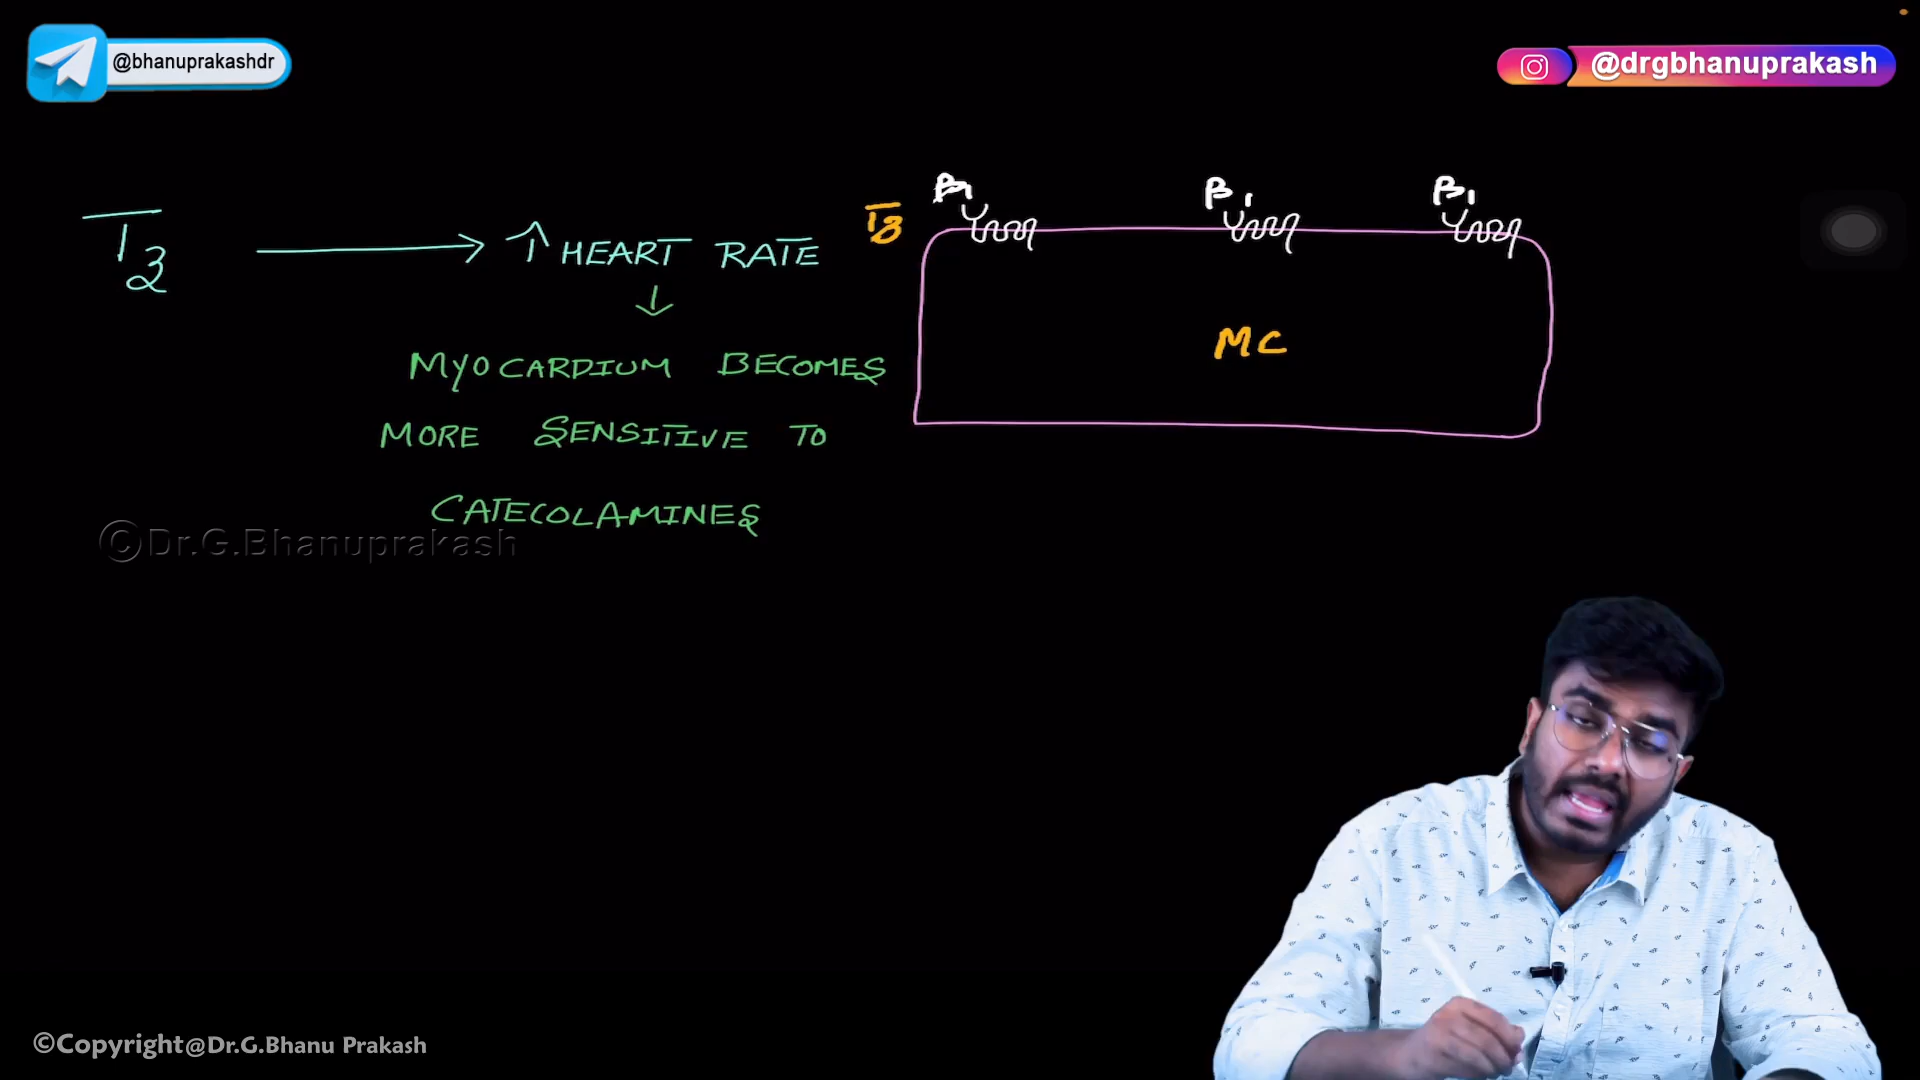 @bhanuprakashdr
@drgbhanuprakash
T3
↑ HEART RATE
MYOCARDIUM BECOMES
MORE SENSITIVE TO
CATECOLAMINES
T3
β1
β1
β1
MC
©Dr.G.Bhanuprakash
©Copyright@Dr.G.Bhanu Prakash